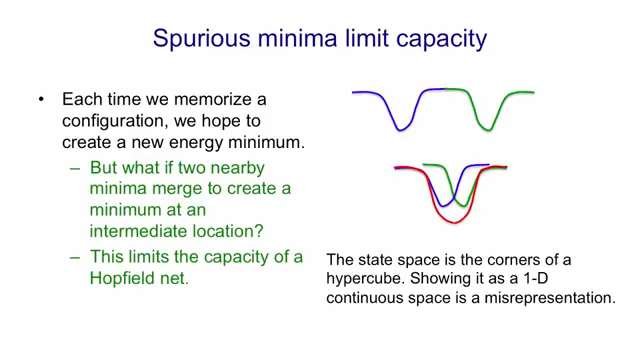 Spurious minima limit capacity
• Each time we memorize a
configuration, we hope to
create a new energy minimum.
– But what if two nearby
minima merge to create a
minimum at an
intermediate location?
– This limits the capacity of a
Hopfield net.
The state space is the corners of a
hypercube. Showing it as a 1-D
continuous space is a misrepresentation.